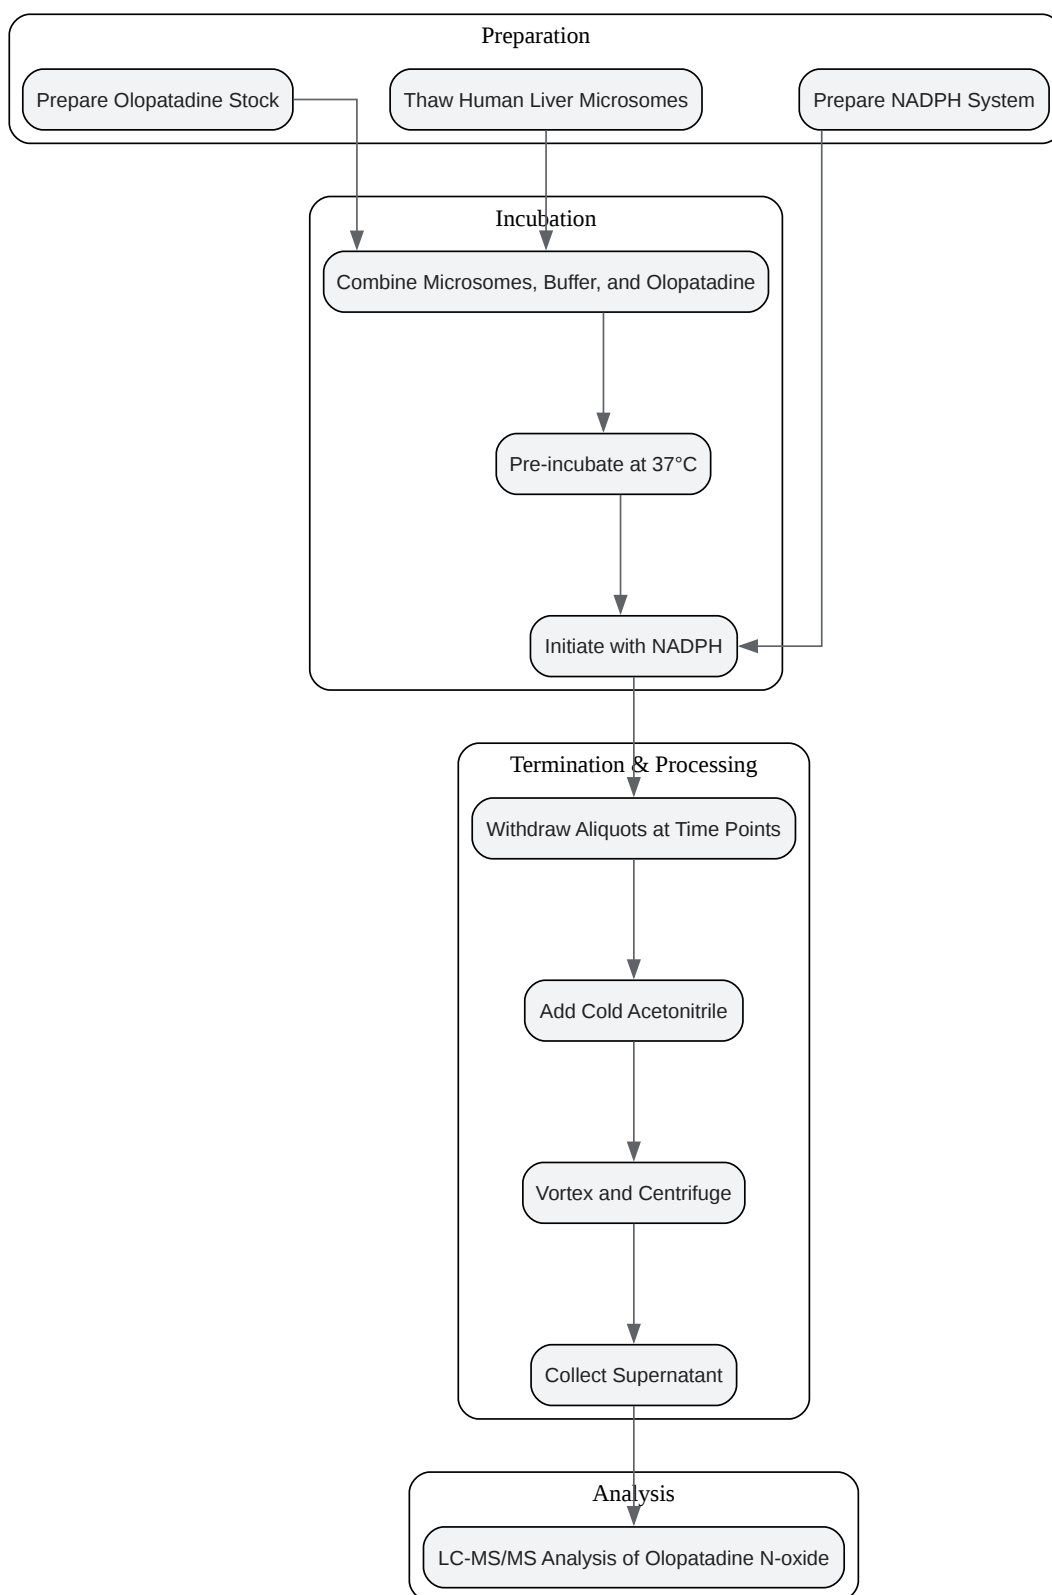 Preparation
Prepare Olopatadine Stock
Thaw Human Liver Microsomes
Prepare NADPH System
Incubation
Combine Microsomes, Buffer, and Olopatadine
Pre-incubate at 37°C
Initiate with NADPH
Termination & Processing
Withdraw Aliquots at Time Points
Add Cold Acetonitrile
Vortex and Centrifuge
Collect Supernatant
Analysis
LC-MS/MS Analysis of Olopatadine N-oxide